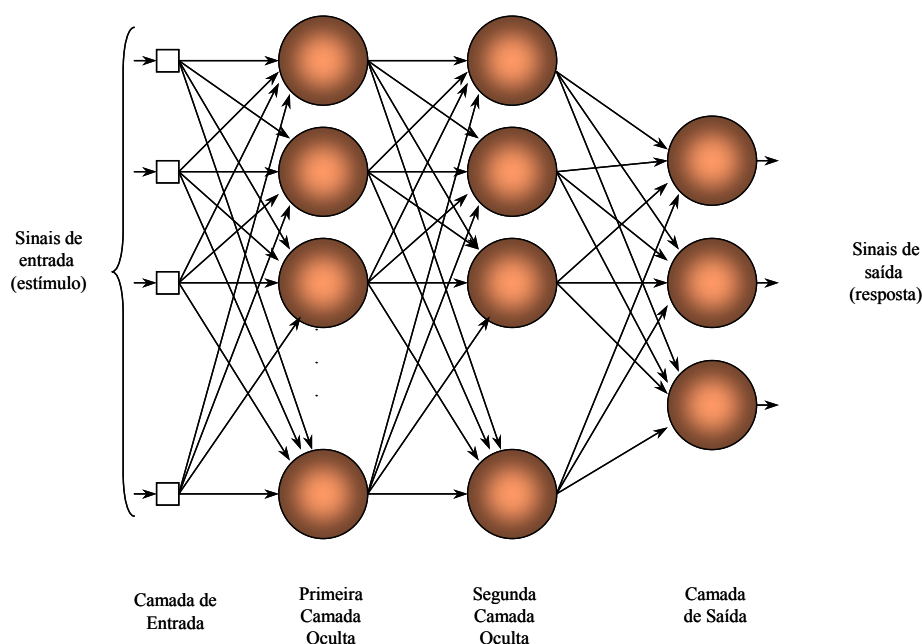 Sinais de
entrada
(estímulo)
Sinais de
saída
(resposta)
Camada de
Entrada
Primeira
Camada
Oculta
Segunda
Camada
Oculta
Camada
de Saída